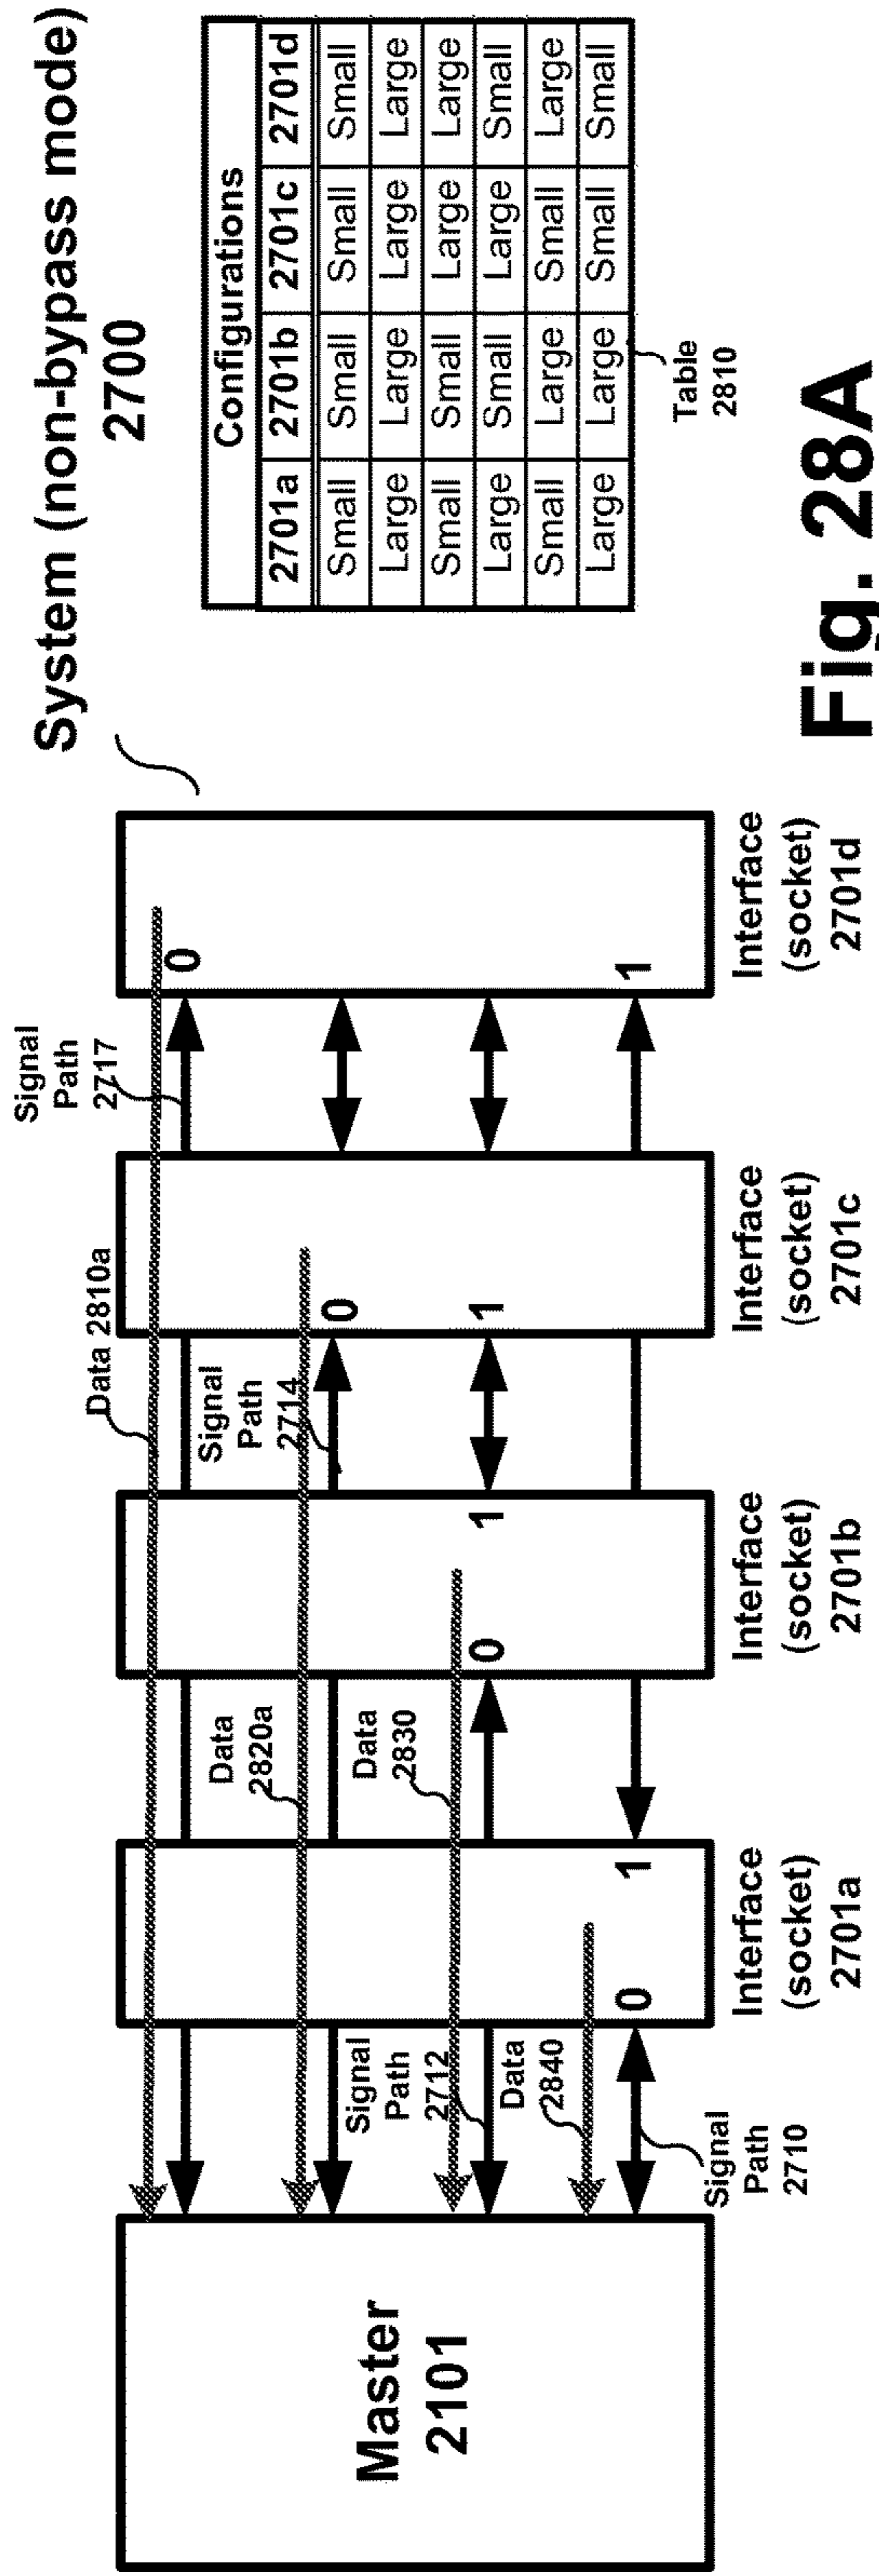 System (non-bypass mode)
2700
Configurations
2701a 2701b 2701c 2701d
Small Small Small Small
Large Large Large Large
Small Small Large Large
Large Small Large Small
Small Large Small Large
Large Large Small Small
Table
2810
Signal
Path
2717
Data 2810a
Signal
Path
2714
Data
2820a
Data
2830
Signal
Path
2712
Data
2840
Signal
Path
2710
0
1
0
1
0
1
0
1
Master
2101
Interface
(socket)
2701a
Interface
(socket)
2701b
Interface
(socket)
2701c
Interface
(socket)
2701d
Fig. 28A